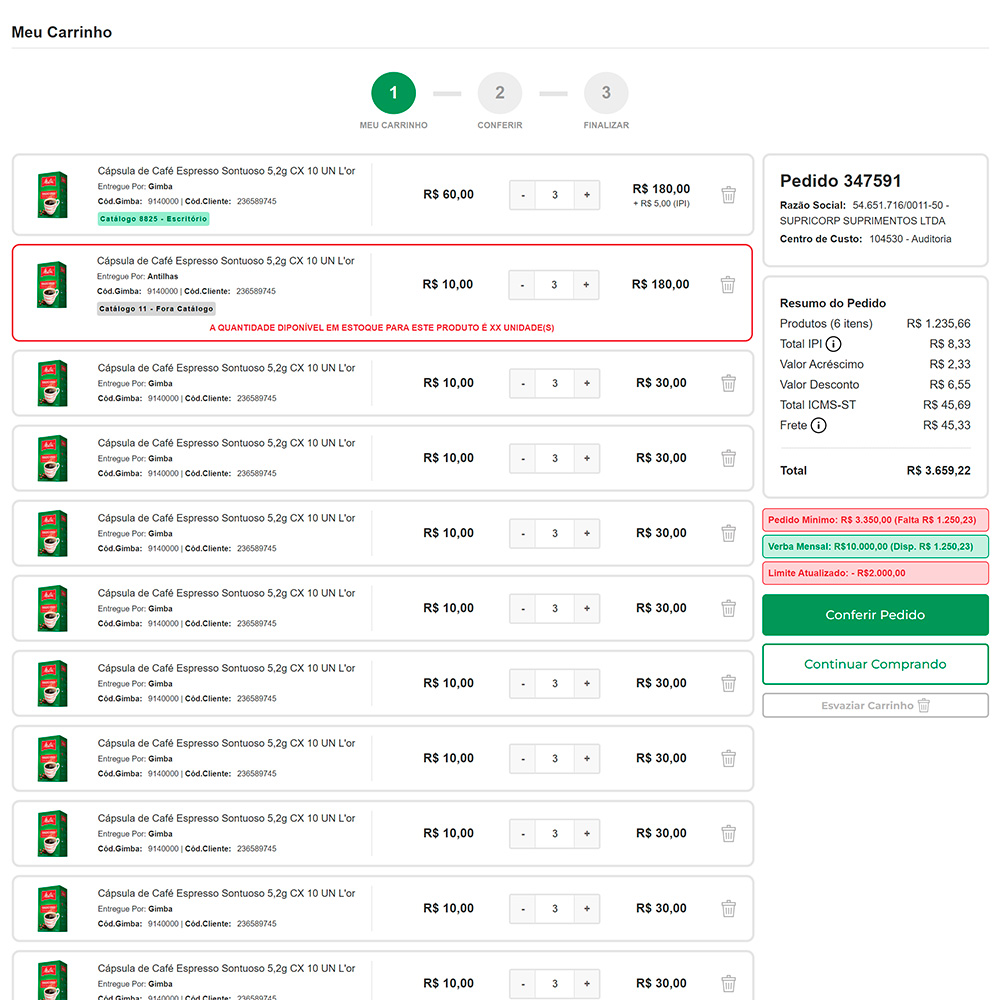 Meu Carrinho
1
2
3
MEU CARRINHO
CONFERIR
FINALIZAR
Cápsula de Café Espresso Sontuoso 5,2g CX 10 UN L'or
Entregue Por: Gimba
Cód.Gimba: 9140000 | Cód.Cliente: 236589745
Catálogo 8825 - Escritório
R$ 60,00
- 3 +
R$ 180,00
+ R$ 5,00 (IPI)
Cápsula de Café Espresso Sontuoso 5,2g CX 10 UN L'or
Entregue Por: Antilhas
Cód.Gimba: 9140000 | Cód.Cliente: 236589745
Catálogo 11 - Fora Catálogo
R$ 10,00
- 3 +
R$ 180,00
A QUANTIDADE DIPONÍVEL EM ESTOQUE PARA ESTE PRODUTO É XX UNIDADE(S)
Cápsula de Café Espresso Sontuoso 5,2g CX 10 UN L'or
Entregue Por: Gimba
Cód.Gimba: 9140000 | Cód.Cliente: 236589745
R$ 10,00
- 3 +
R$ 30,00
Cápsula de Café Espresso Sontuoso 5,2g CX 10 UN L'or
Entregue Por: Gimba
Cód.Gimba: 9140000 | Cód.Cliente: 236589745
R$ 10,00
- 3 +
R$ 30,00
Cápsula de Café Espresso Sontuoso 5,2g CX 10 UN L'or
Entregue Por: Gimba
Cód.Gimba: 9140000 | Cód.Cliente: 236589745
R$ 10,00
- 3 +
R$ 30,00
Cápsula de Café Espresso Sontuoso 5,2g CX 10 UN L'or
Entregue Por: Gimba
Cód.Gimba: 9140000 | Cód.Cliente: 236589745
R$ 10,00
- 3 +
R$ 30,00
Cápsula de Café Espresso Sontuoso 5,2g CX 10 UN L'or
Entregue Por: Gimba
Cód.Gimba: 9140000 | Cód.Cliente: 236589745
R$ 10,00
- 3 +
R$ 30,00
Cápsula de Café Espresso Sontuoso 5,2g CX 10 UN L'or
Entregue Por: Gimba
Cód.Gimba: 9140000 | Cód.Cliente: 236589745
R$ 10,00
- 3 +
R$ 30,00
Cápsula de Café Espresso Sontuoso 5,2g CX 10 UN L'or
Entregue Por: Gimba
Cód.Gimba: 9140000 | Cód.Cliente: 236589745
R$ 10,00
- 3 +
R$ 30,00
Cápsula de Café Espresso Sontuoso 5,2g CX 10 UN L'or
Entregue Por: Gimba
Cód.Gimba: 9140000 | Cód.Cliente: 236589745
R$ 10,00
- 3 +
R$ 30,00
Cápsula de Café Espresso Sontuoso 5,2g CX 10 UN L'or
Entregue Por: Gimba
Cód.Gimba: 9140000 | Cód.Cliente: 236589745
R$ 10,00
- 3 +
R$ 30,00
Pedido 347591
Razão Social: 54.651.716/0011-50 -
SUPRICORP SUPRIMENTOS LTDA
Centro de Custo: 104530 - Auditoria
Resumo do Pedido
Produtos (6 itens) R$ 1.235,66
Total IPI R$ 8,33
Valor Acréscimo R$ 2,33
Valor Desconto R$ 6,55
Total ICMS-ST R$ 45,69
Frete R$ 45,33
Total R$ 3.659,22
Pedido Minimo: R$ 3.350,00 (Falta R$ 1.250,23)
Verba Mensal: R$10.000,00 (Disp. R$ 1.250,23)
Limite Atualizado: - R$2.000,00
Conferir Pedido
Continuar Comprando
Esvaziar Carrinho